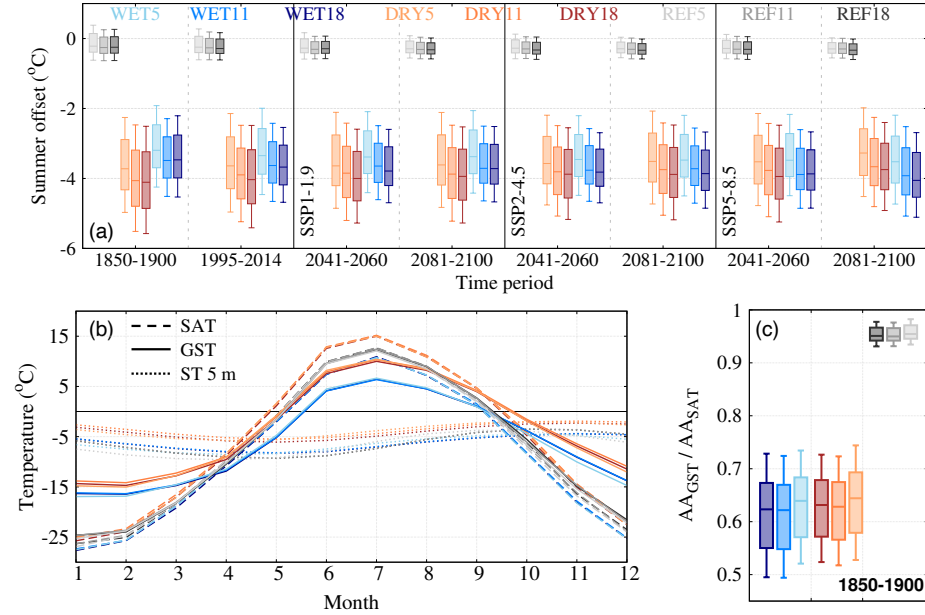 WET5 WET11 WET18 DRY5 DRY11 DRY18 REF5 REF11 REF18
0
-2
-4
-6
Summer offset (°C)
(a)
SSP1-1.9
SSP2-4.5
SSP5-8.5
1850-1900 1995-2014 2041-2060 2081-2100 2041-2060 2081-2100 2041-2060 2081-2100
Time period
(b)
SAT
GST
ST 5 m
15
5
-5
-15
-25
Temperature (°C)
1 2 3 4 5 6 7 8 9 10 11 12
Month
(c)
1
0.9
0.8
0.7
0.6
0.5
AA_GST / AA_SAT
1850-1900